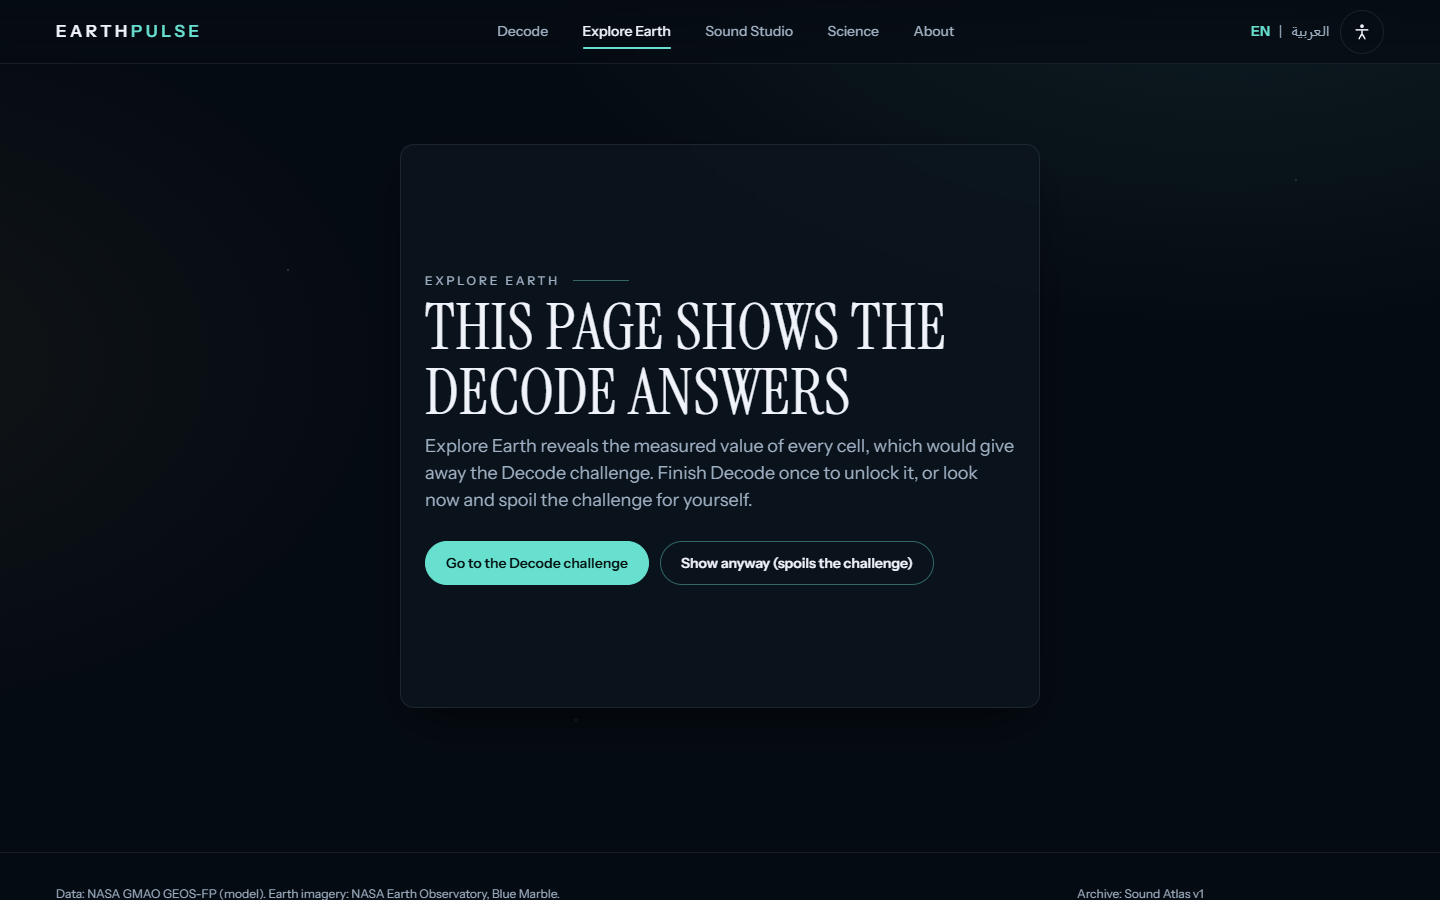 EARTHPULSE
Decode
Explore Earth
Sound Studio
Science
About
EN | العربية
EXPLORE EARTH
THIS PAGE SHOWS THE
DECODE ANSWERS
Explore Earth reveals the measured value of every cell, which would give
away the Decode challenge. Finish Decode once to unlock it, or look
now and spoil the challenge for yourself.
Go to the Decode challenge
Show anyway (spoils the challenge)
Data: NASA GMAO GEOS-FP (model). Earth imagery: NASA Earth Observatory, Blue Marble.
Archive: Sound Atlas v1